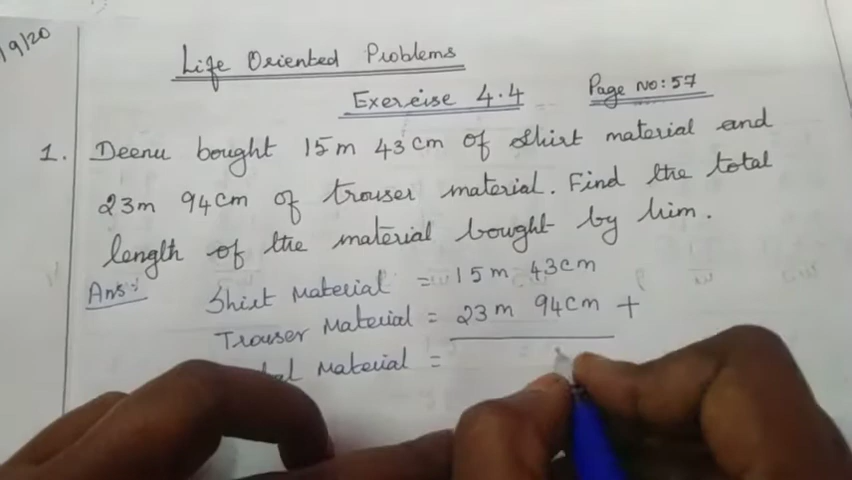 /9/20
Life Oriented Problems
Exercise 4.4 Page No:57
1. Deenu bought 15m 43cm of shirt material and
23m 94cm of trouser material. Find the total
length of the material bought by him.
Ans:
Shirt Material = 15m 43cm
Trouser Material = 23m 94cm +
Material =